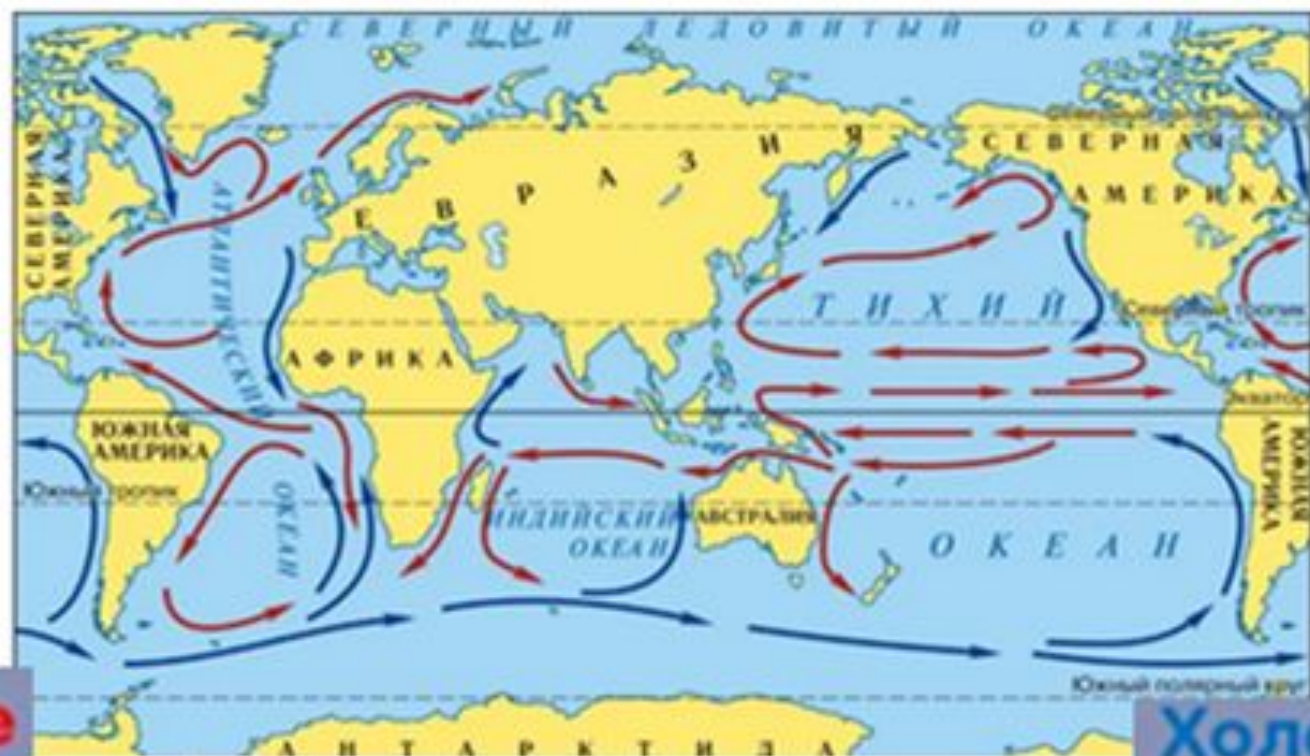 СЕВЕРНЫЙ ЛЕДОВИТЫЙ ОКЕАН
СЕВЕРНАЯ
АМЕРИКА
ЕВРАЗИЯ
СЕВЕРНАЯ
АМЕРИКА
АТЛАНТИЧЕСКИЙ
ОКЕАН
ТИХИЙ
ОКЕАН
Северный тропик
АФРИКА
Экватор
ЮЖНАЯ
АМЕРИКА
ЮЖНАЯ
АМЕРИКА
Южный тропик
ИНДИЙСКИЙ
ОКЕАН
АВСТРАЛИЯ
Южный полярный круг
АНТАРКТИДА
е
Холо